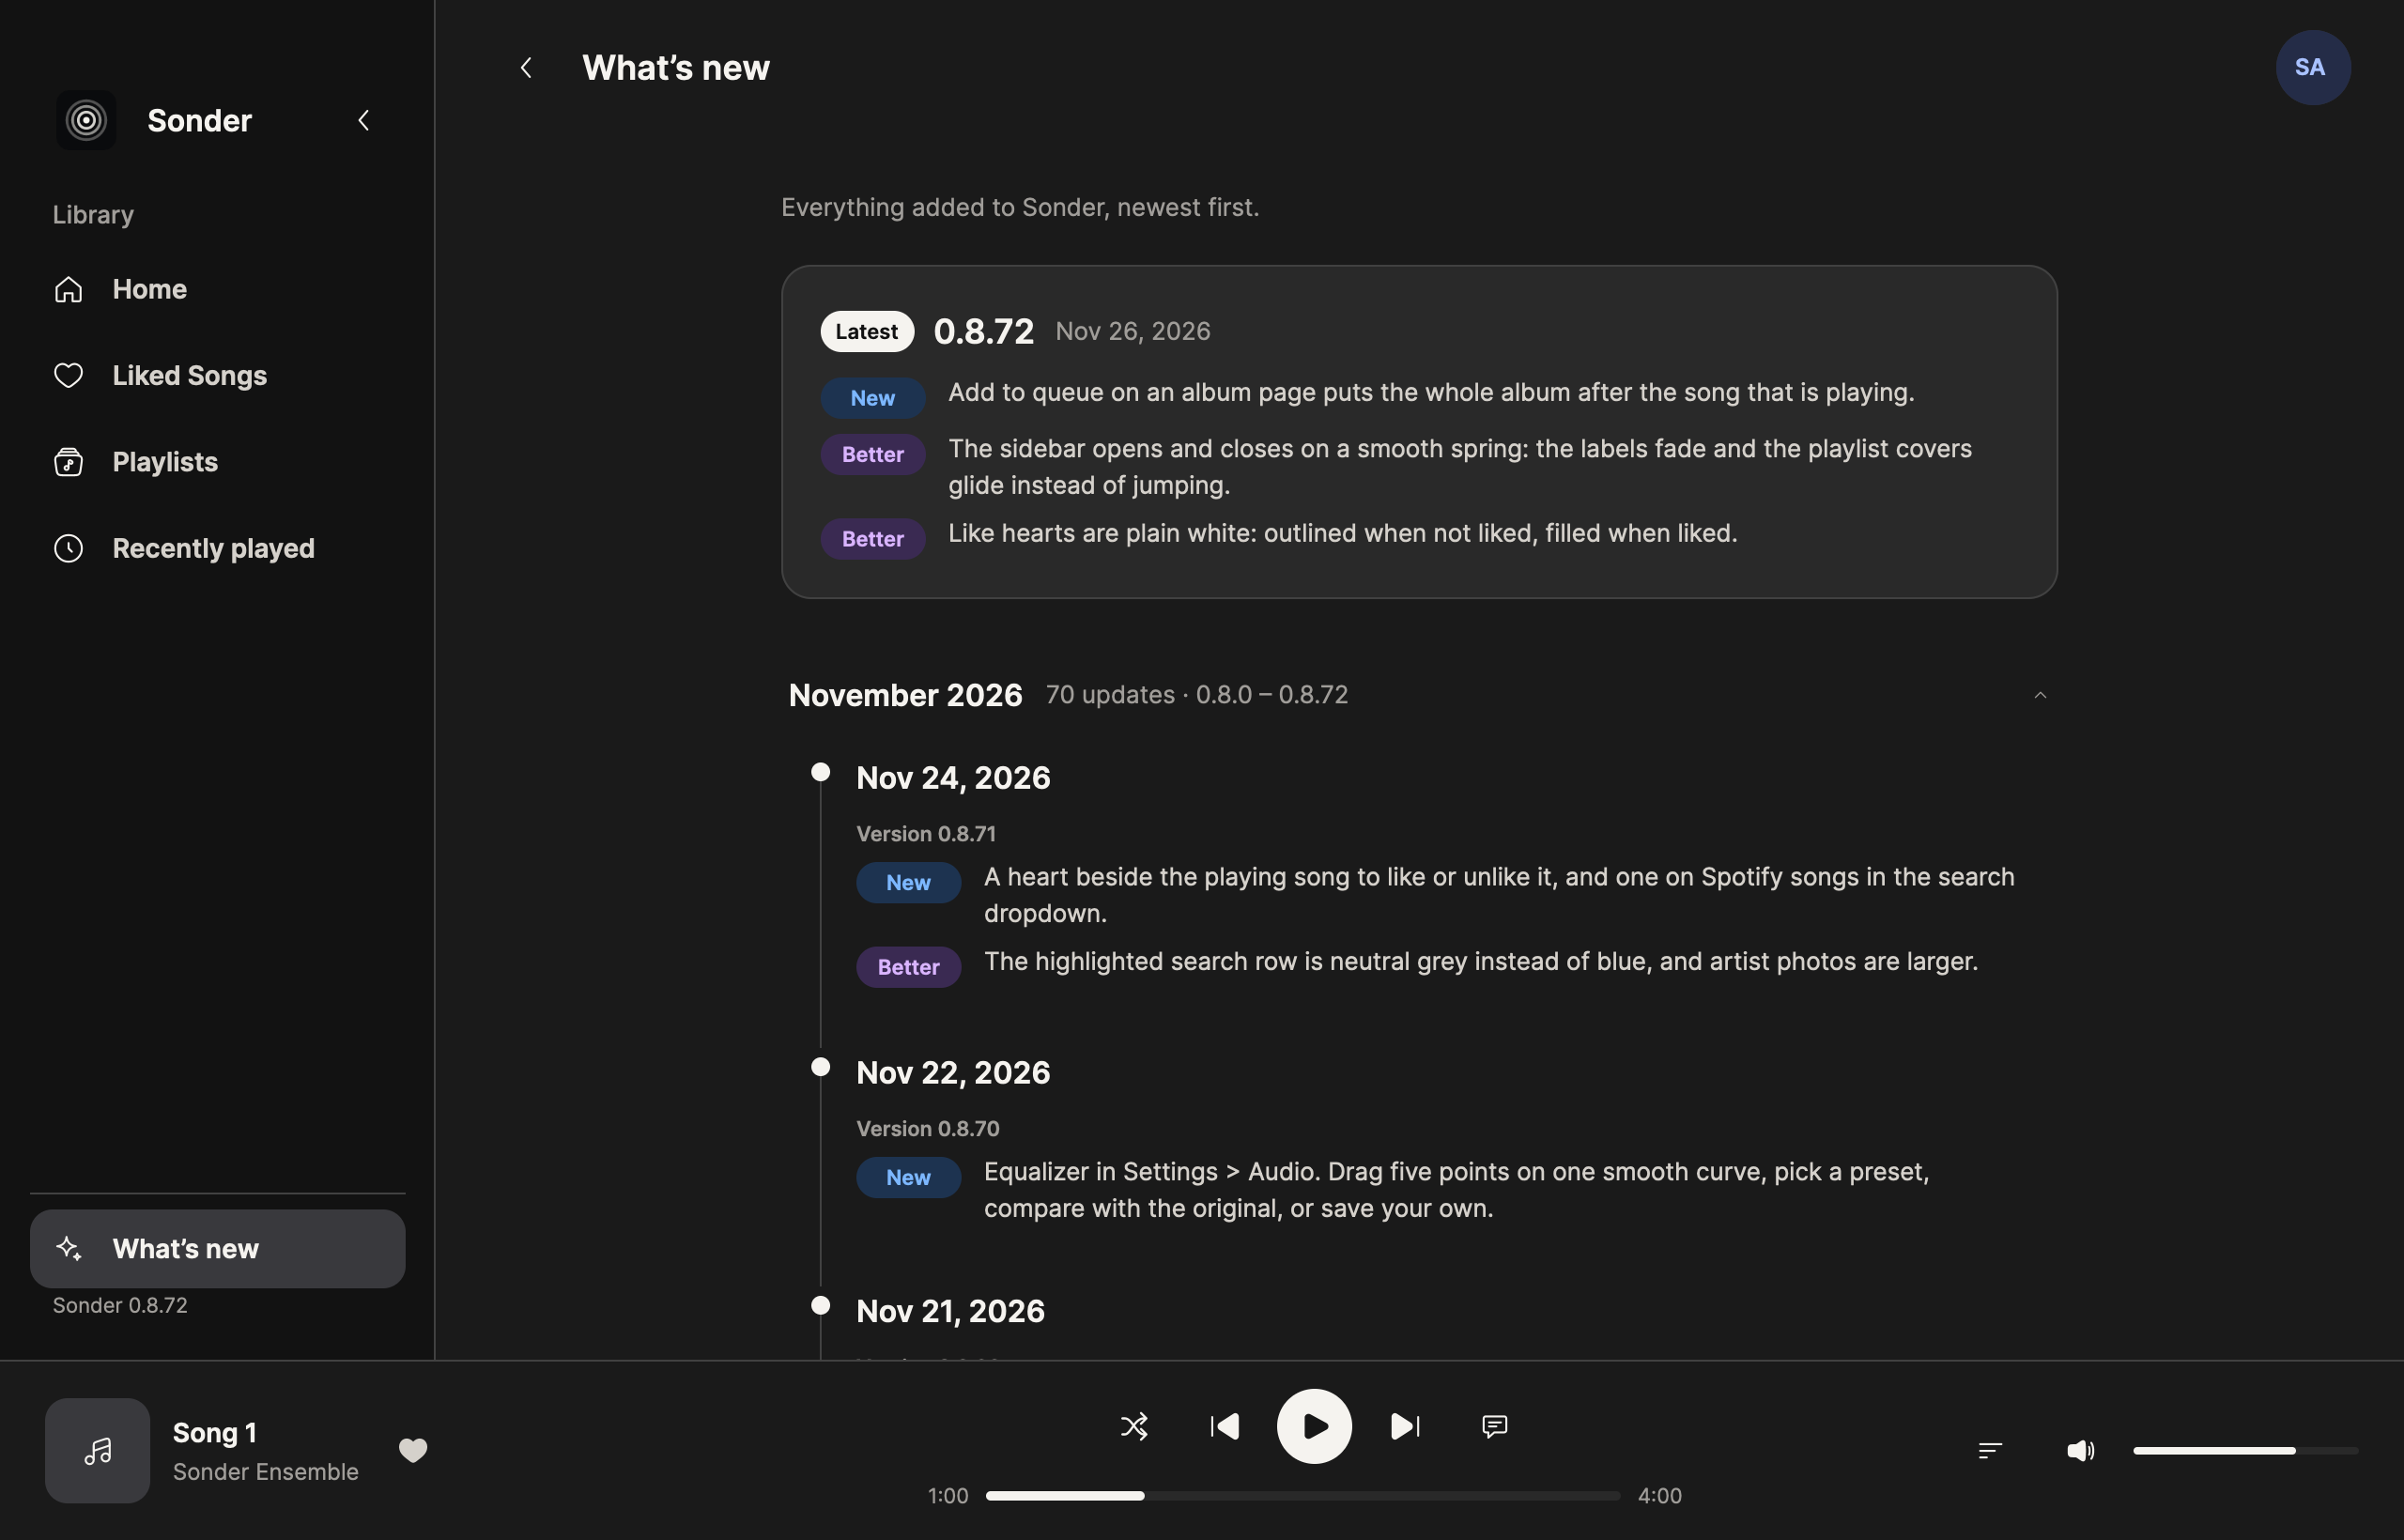 Sonder
Library
Home
Liked Songs
Playlists
Recently played
What’s new
Sonder 0.8.72
What’s new
SA
Everything added to Sonder, newest first.
Latest 0.8.72 Nov 26, 2026
New Add to queue on an album page puts the whole album after the song that is playing.
Better The sidebar opens and closes on a smooth spring: the labels fade and the playlist covers
glide instead of jumping.
Better Like hearts are plain white: outlined when not liked, filled when liked.
November 2026 70 updates · 0.8.0 – 0.8.72
Nov 24, 2026
Version 0.8.71
New A heart beside the playing song to like or unlike it, and one on Spotify songs in the search
dropdown.
Better The highlighted search row is neutral grey instead of blue, and artist photos are larger.
Nov 22, 2026
Version 0.8.70
New Equalizer in Settings > Audio. Drag five points on one smooth curve, pick a preset,
compare with the original, or save your own.
Nov 21, 2026
Song 1
Sonder Ensemble
1:00
4:00